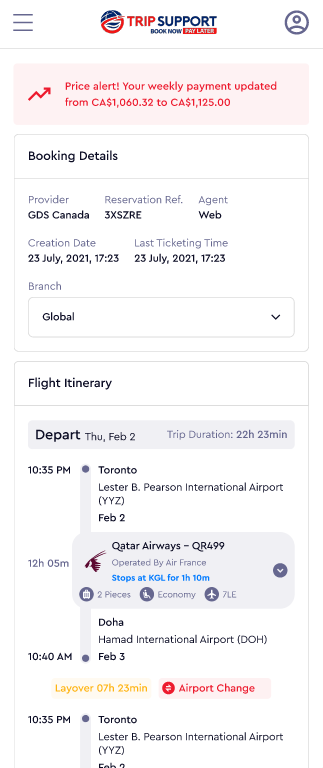 TRIP SUPPORT
BOOK NOW PAY LATER
Price alert! Your weekly payment updated
from CA$1,060.32 to CA$1,125.00
Booking Details
Provider Reservation Ref. Agent
GDS Canada 3XSZRE Web
Creation Date Last Ticketing Time
23 July, 2021, 17:23 23 July, 2021, 17:23
Branch
Global
Flight Itinerary
Depart Thu, Feb 2 Trip Duration: 22h 23min
10:35 PM Toronto
Lester B. Pearson International Airport
(YYZ)
Feb 2
Qatar Airways – QR499
Operated By Air France
12h 05m
Stops at KGL for 1h 10m
2 Pieces Economy 7LE
Doha
Hamad International Airport (DOH)
10:40 AM Feb 3
Layover 07h 23min Airport Change
10:35 PM Toronto
Lester B. Pearson International Airport
(YYZ)
Feb 2